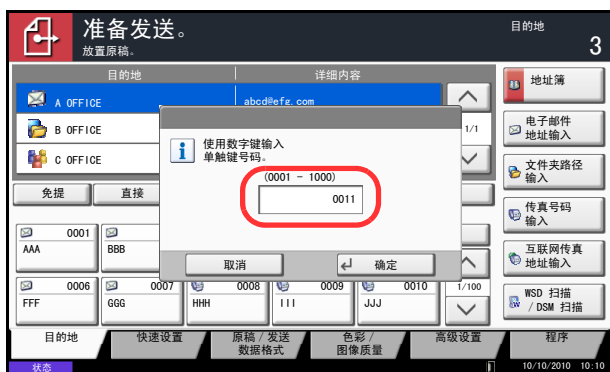 准备发送。
放置原稿。
目的地
3
目的地
详细内容
A OFFICE
abcd@efg.com
B OFFICE
C OFFICE
1/1
使用数字键输入
单触键号码。
(0001 - 1000)
0011
取消
确定
免提
直接
0001
AAA
BBB
0006
FFF
0007
GGG
0008
HHH
0009
III
0010
JJJ
1/100
地址簿
电子邮件
地址输入
文件夹路径
输入
传真号码
输入
互联网传真
地址输入
WSD 扫描
/DSM 扫描
目的地
快速设置
原稿 / 发送
数据格式
色彩 /
图像质量
高级设置
程序
状态
10/10/2010 10:10